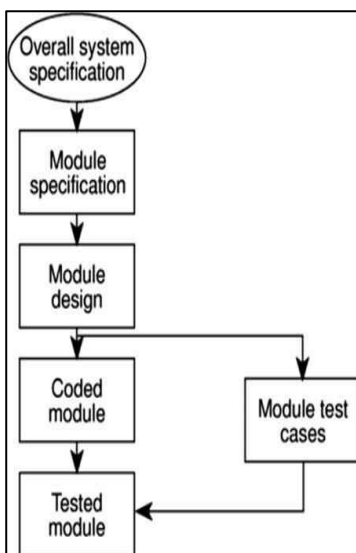 Overall system
specification
Module
specification
Module
design
Coded
module
Module test
cases
Tested
module